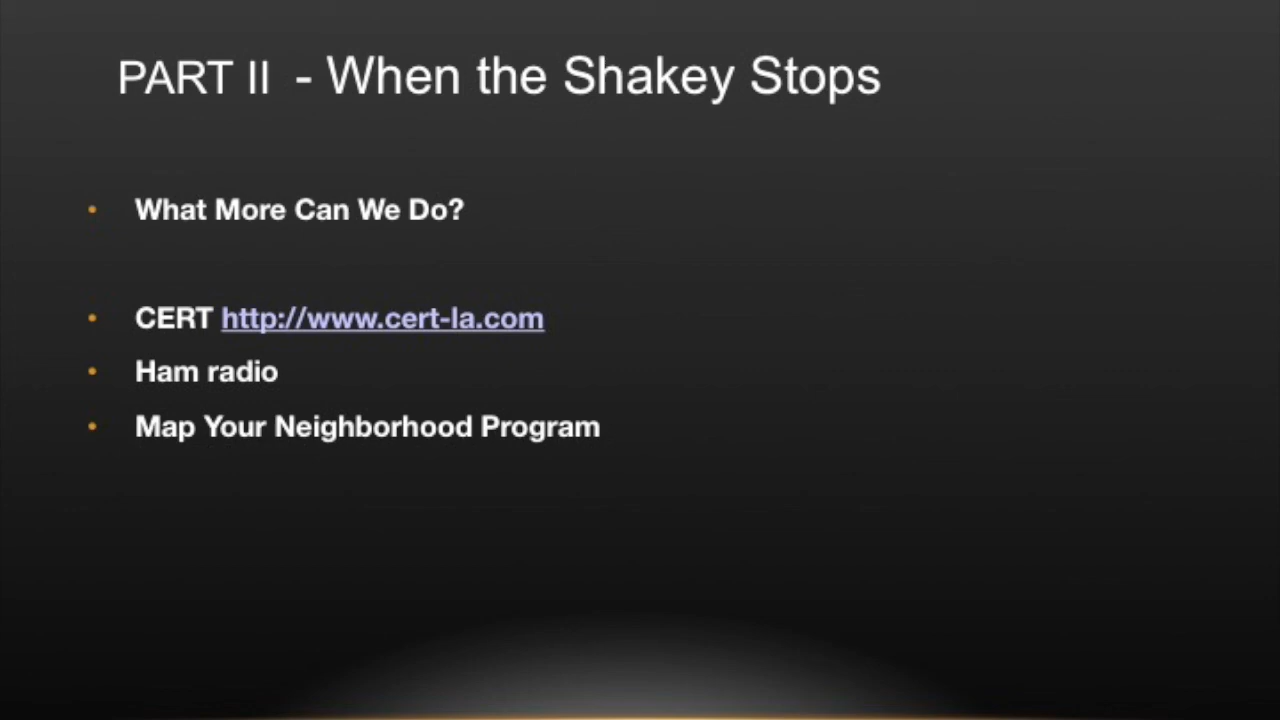 PART II - When the Shakey Stops
• What More Can We Do?
• CERT http://www.cert-la.com
• Ham radio
• Map Your Neighborhood Program